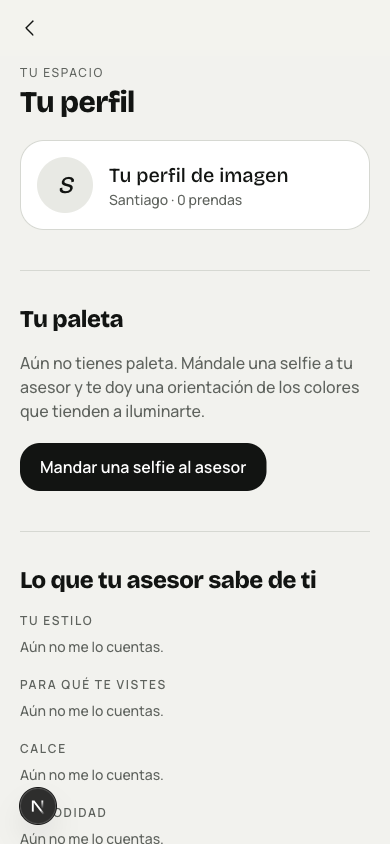 TU ESPACIO
Tu perfil
S
Tu perfil de imagen
Santiago · 0 prendas
Tu paleta
Aún no tienes paleta. Mándale una selfie a tu
asesor y te doy una orientación de los colores
que tienden a iluminarte.
Mandar una selfie al asesor
Lo que tu asesor sabe de ti
TU ESTILO
Aún no me lo cuentas.
PARA QUÉ TE VISTES
Aún no me lo cuentas.
CALCE
Aún no me lo cuentas.
N
Aún no me lo cuentas.